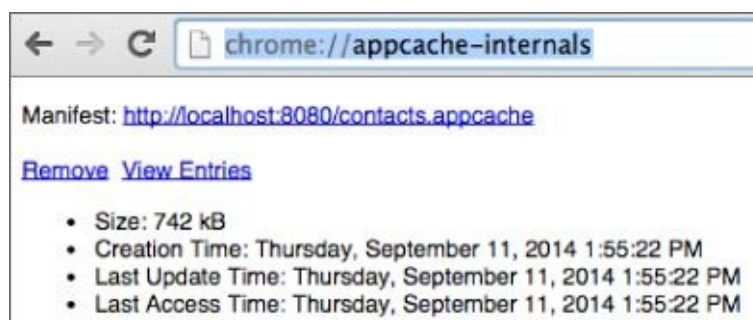 chrome://appcache-internals
Manifest: http://localhost:8080/contacts.appcache
Remove View Entries
• Size: 742 kB
• Creation Time: Thursday, September 11, 2014 1:55:22 PM
• Last Update Time: Thursday, September 11, 2014 1:55:22 PM
• Last Access Time: Thursday, September 11, 2014 1:55:22 PM